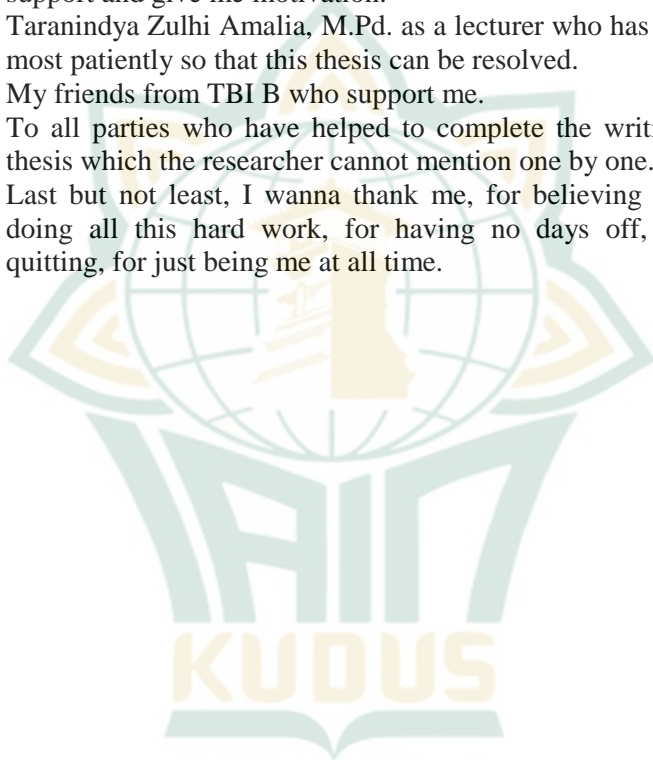 support and give me motivation.
Taranindya Zulhi Amalia, M.Pd. as a lecturer who has
most patiently so that this thesis can be resolved.
My friends from TBI B who support me.
To all parties who have helped to complete the writi
thesis which the researcher cannot mention one by one.
Last but not least, I wanna thank me, for believing
doing all this hard work, for having no days off,
quitting, for just being me at all time.
IAIN
KUDUS